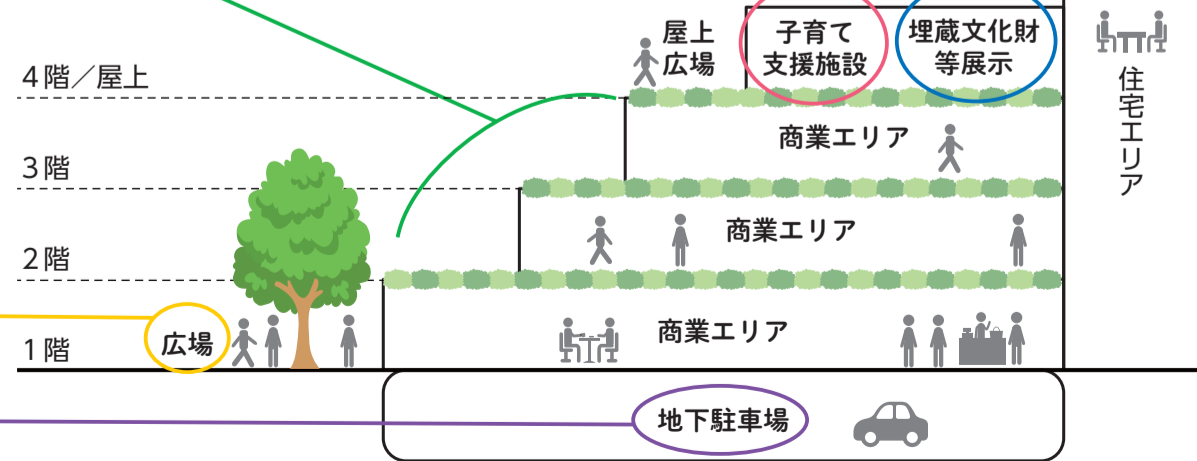 屋上
広場
子育て
支援施設
埋蔵文化財
等展示
住宅エリア
4階／屋上
商業エリア
3階
商業エリア
2階
商業エリア
広場
1階
地下駐車場